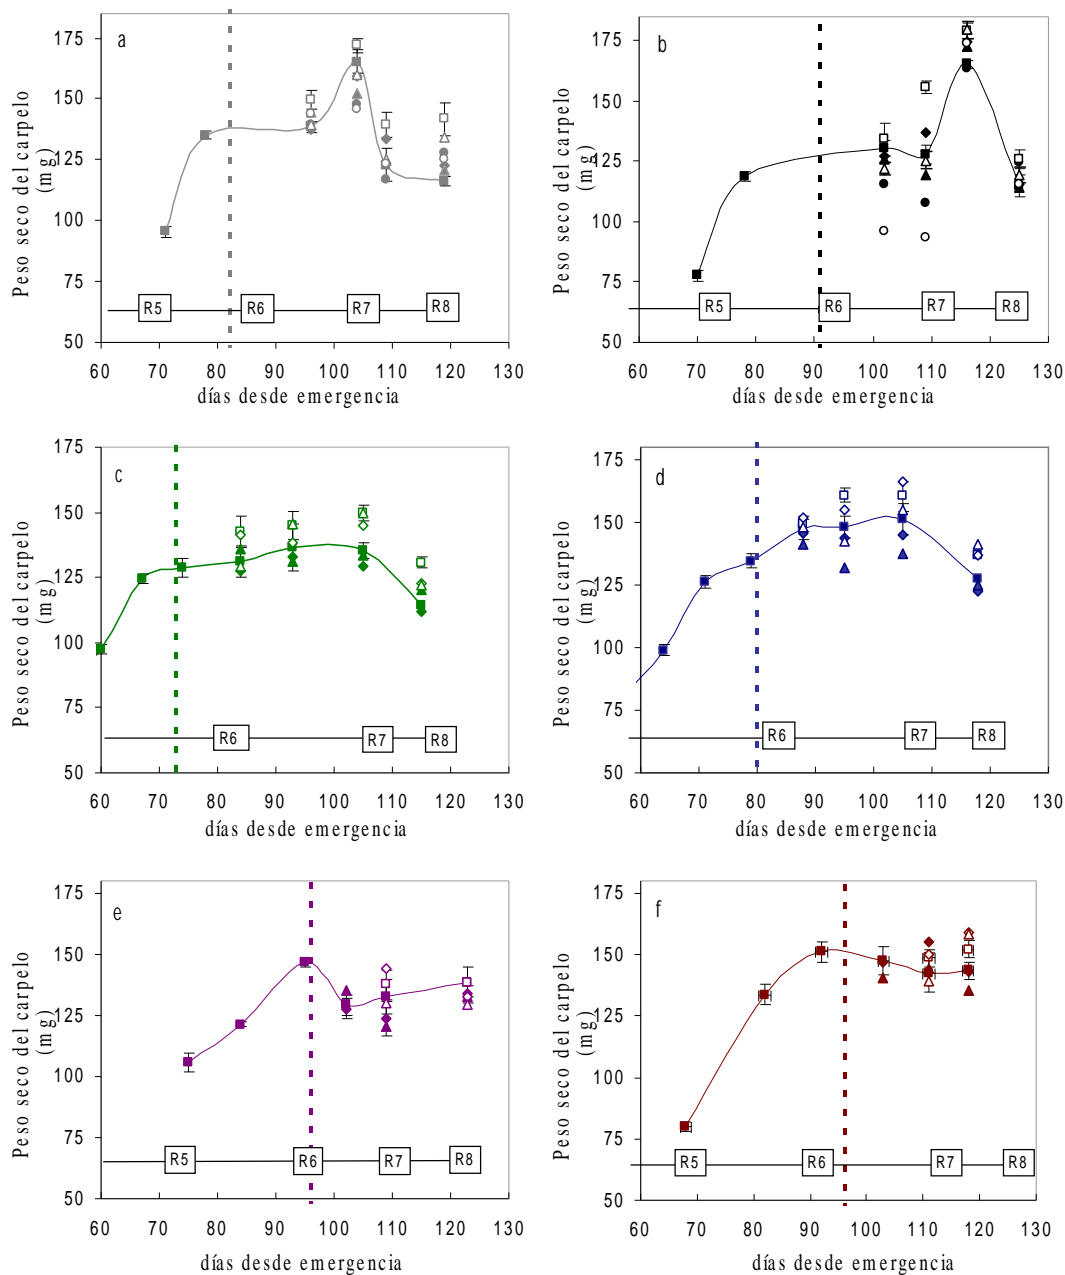 a
175
150
125
100
75
50
Peso seco del carpelo
(mg)
R5
R6
R7
R8
60 70 80 90 100 110 120 130
días desde emergencia
b
175
150
125
100
75
50
Peso seco del carpelo
(mg)
R5
R6
R7
R8
60 70 80 90 100 110 120 130
días desde emergencia
c
175
150
125
100
75
50
Peso seco del carpelo
(mg)
R6
R7
R8
60 70 80 90 100 110 120 130
días desde emergencia
d
175
150
125
100
75
50
Peso seco del carpelo
(mg)
R6
R7
R8
60 70 80 90 100 110 120 130
días desde emergencia
e
175
150
125
100
75
50
Peso seco del carpelo
(mg)
R5
R6
R7
R8
60 70 80 90 100 110 120 130
días desde emergencia
f
175
150
125
100
75
50
Peso seco del carpelo
(mg)
R5
R6
R7
R8
60 70 80 90 100 110 120 130
días desde emergencia